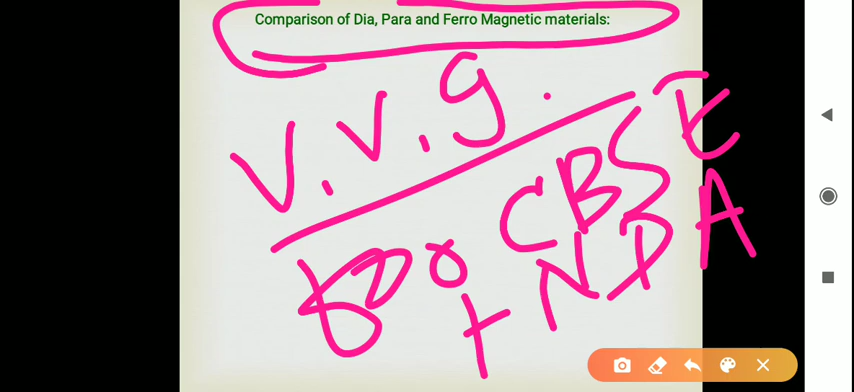 Comparison of Dia, Para and Ferro Magnetic materials:
V.V.g.
CBSE
+ NDA